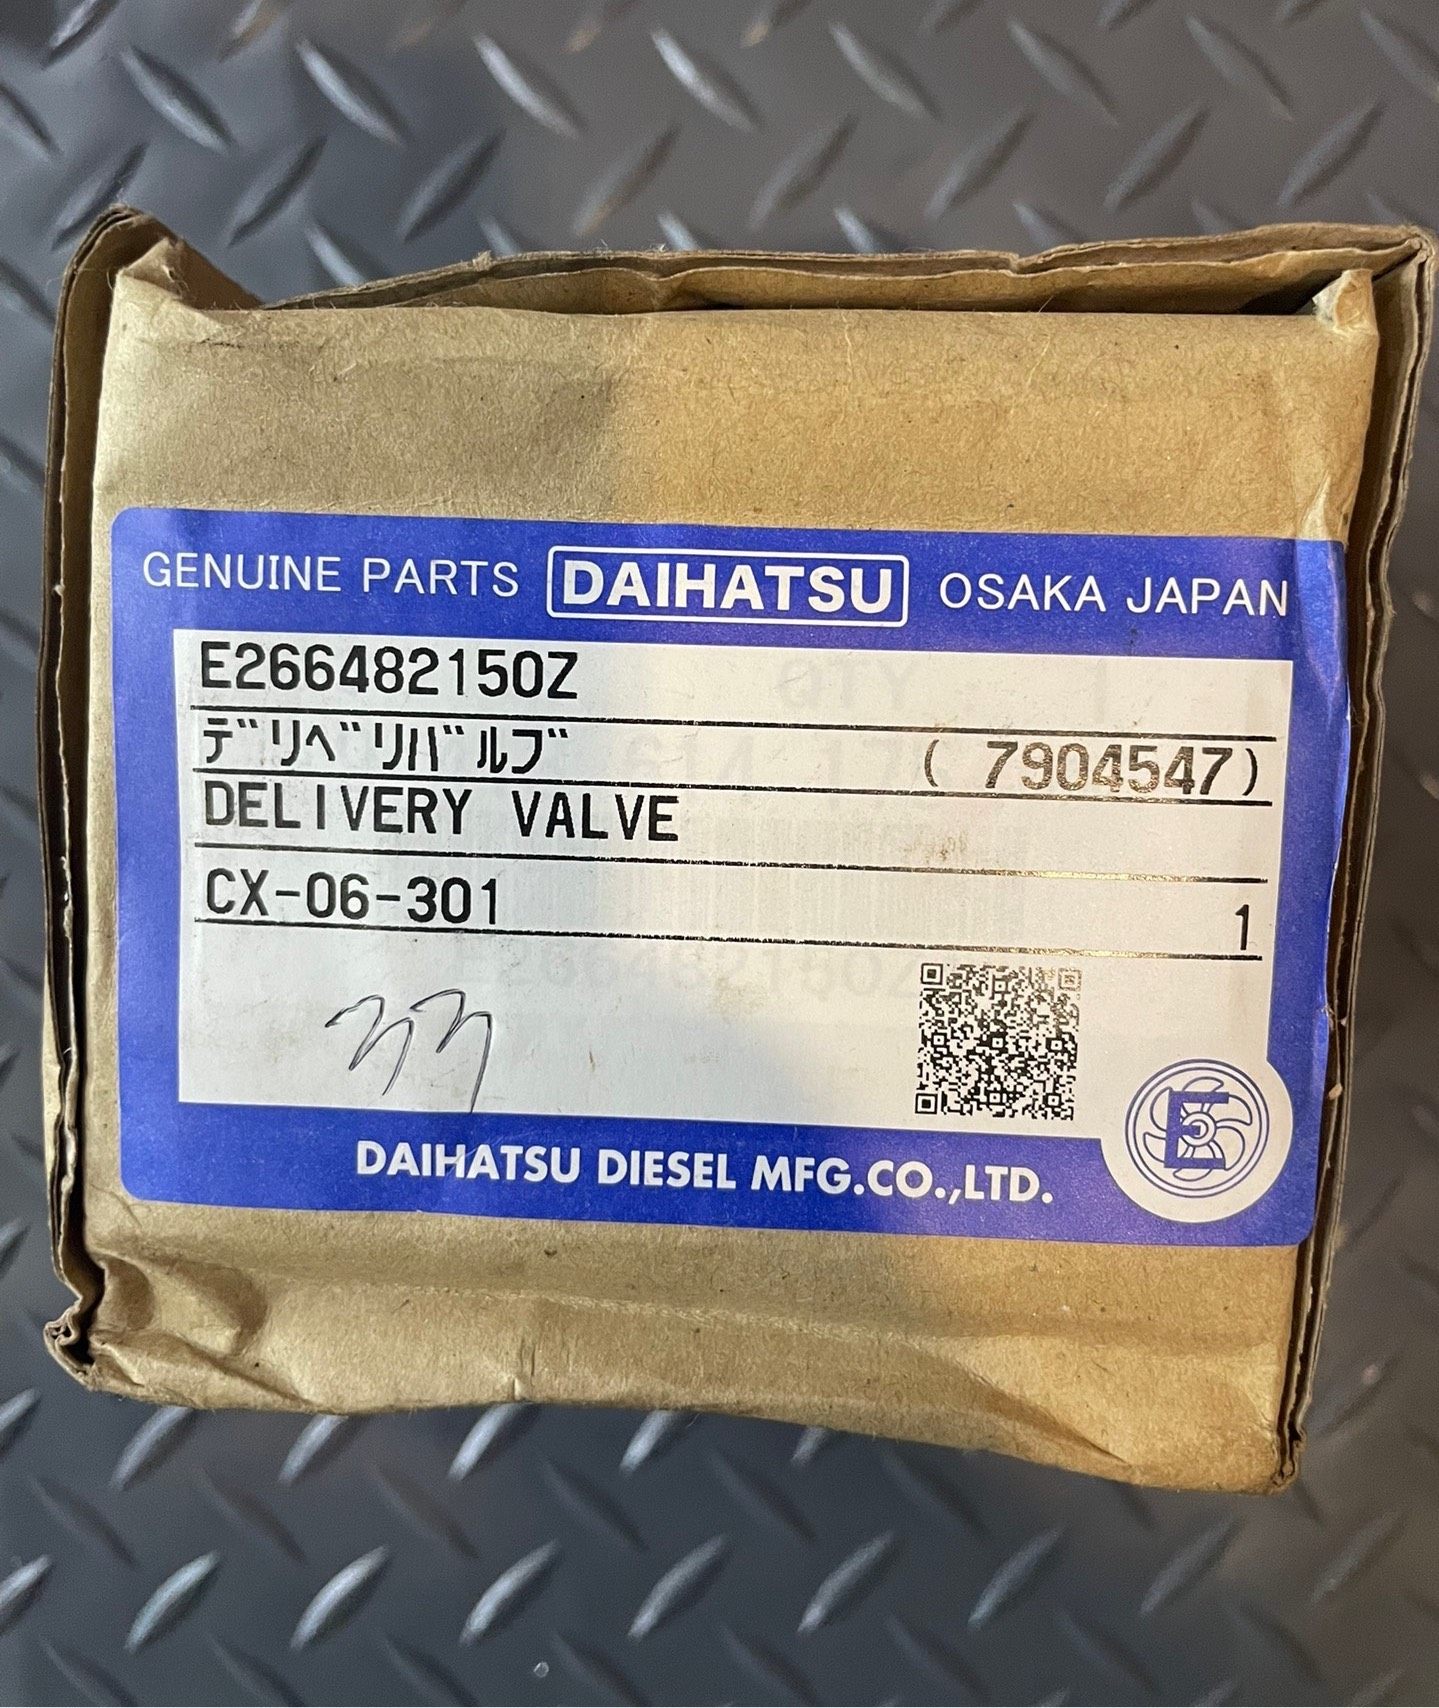 GENUINE PARTS DAIHATSU OSAKA JAPAN
E266482150Z
デリベリバルブ ( 7904547)
DELIVERY VALVE
CX-06-301 1
DAIHATSU DIESEL MFG.CO.,LTD.
E